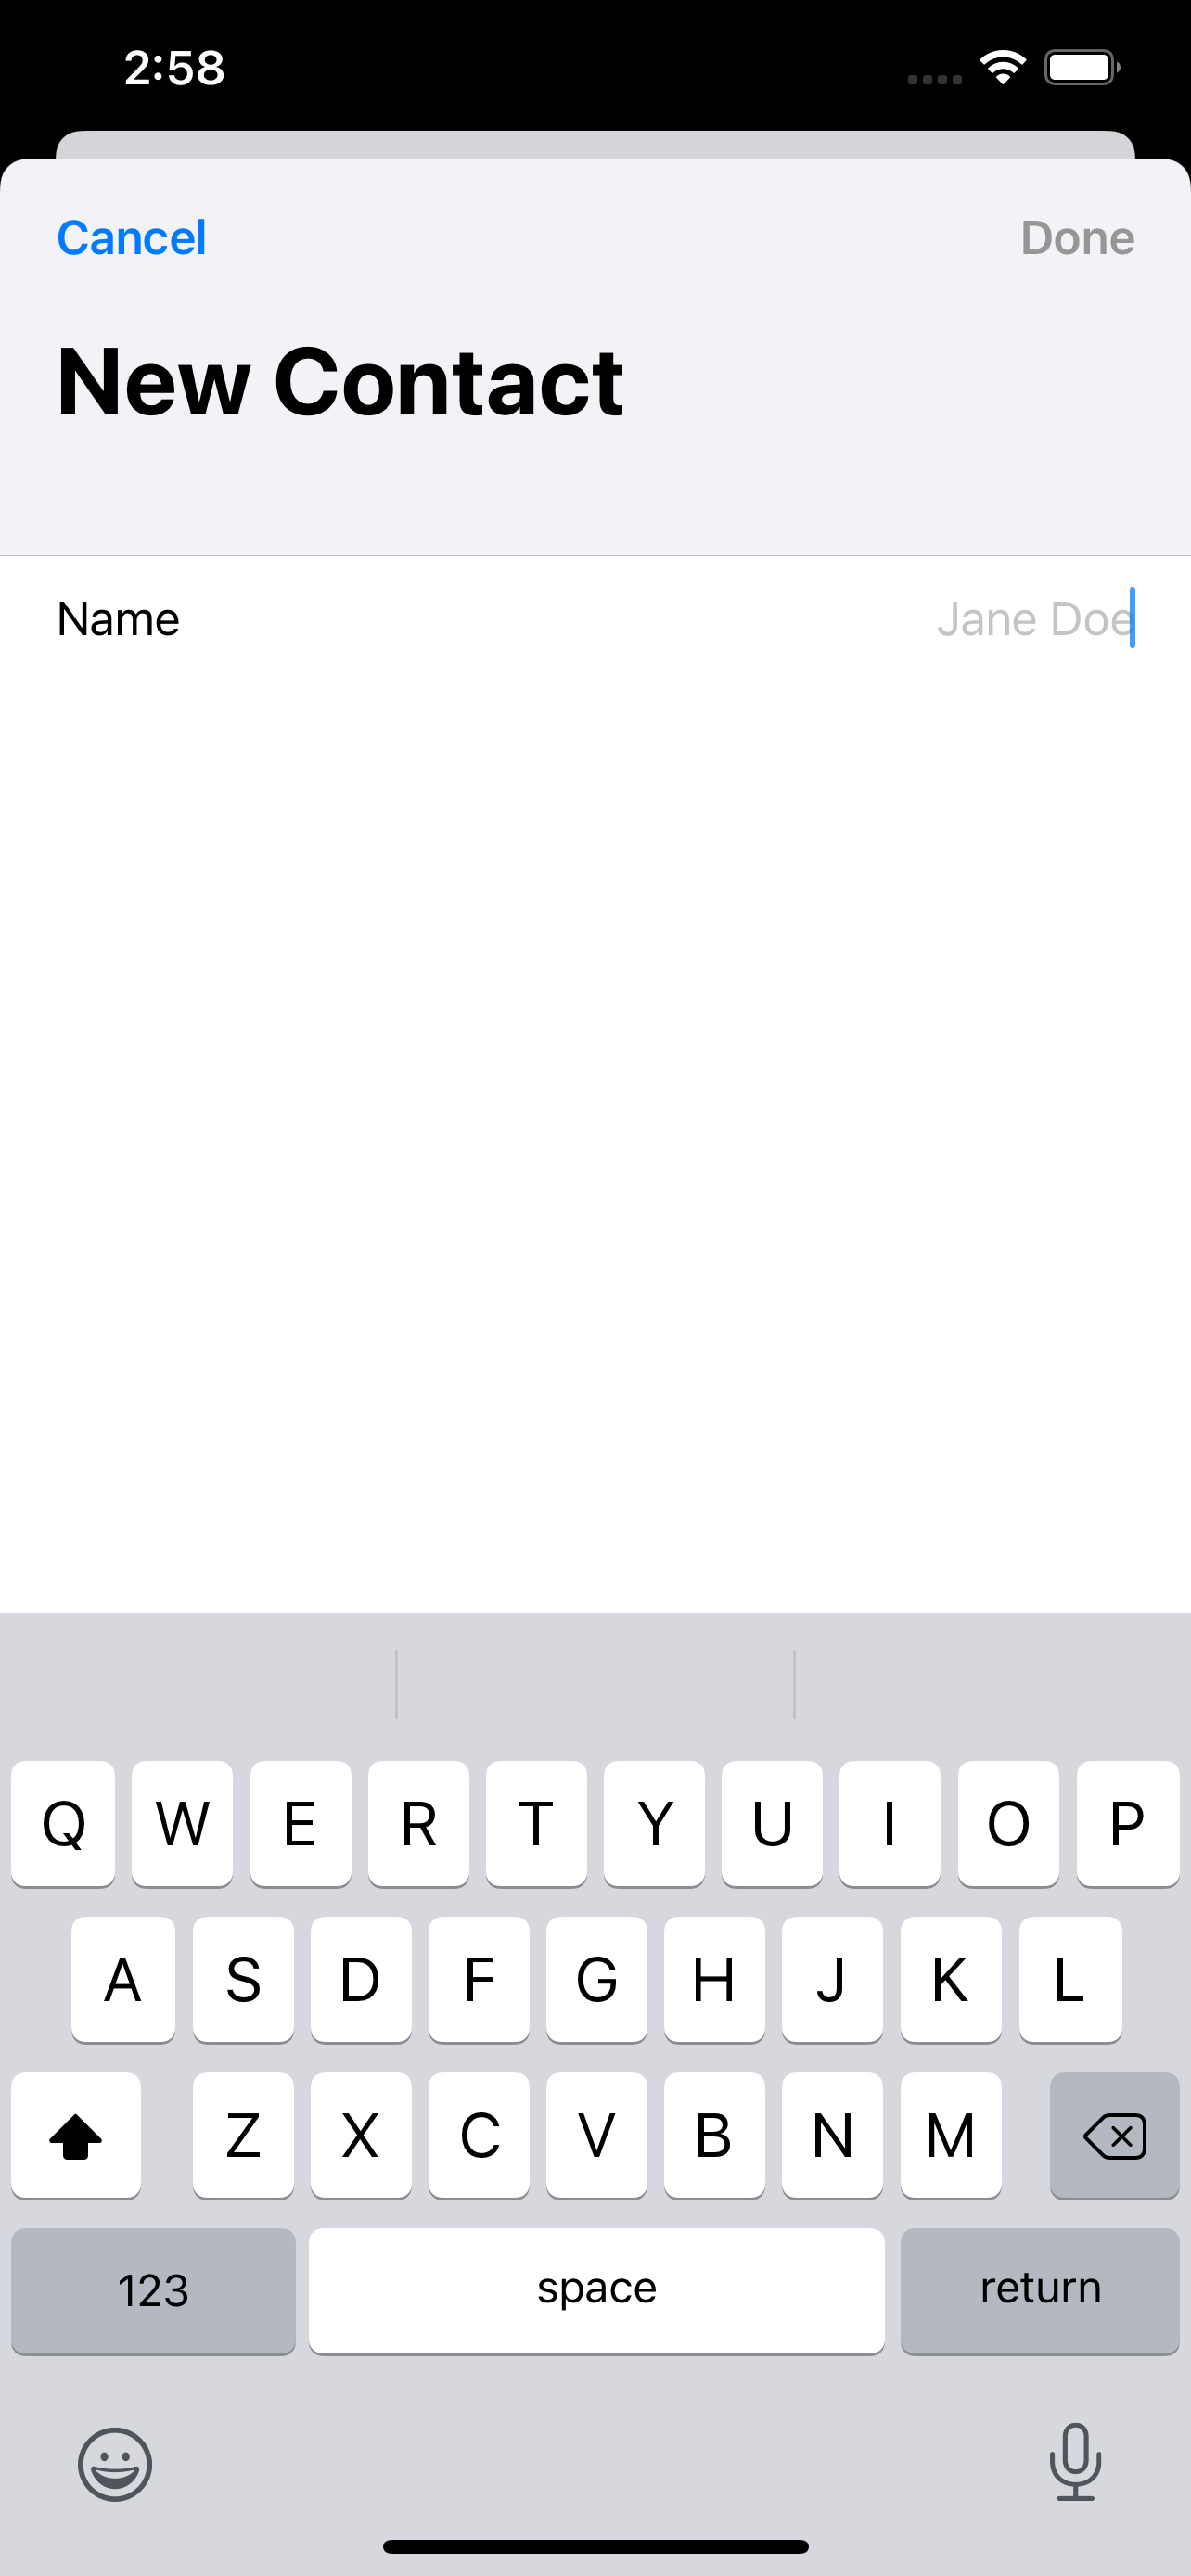 2:58
Cancel Done
New Contact
Name Jane Doe
Q W E R T Y U I O P
A S D F G H J K L
Z X C V B N M
123 space return